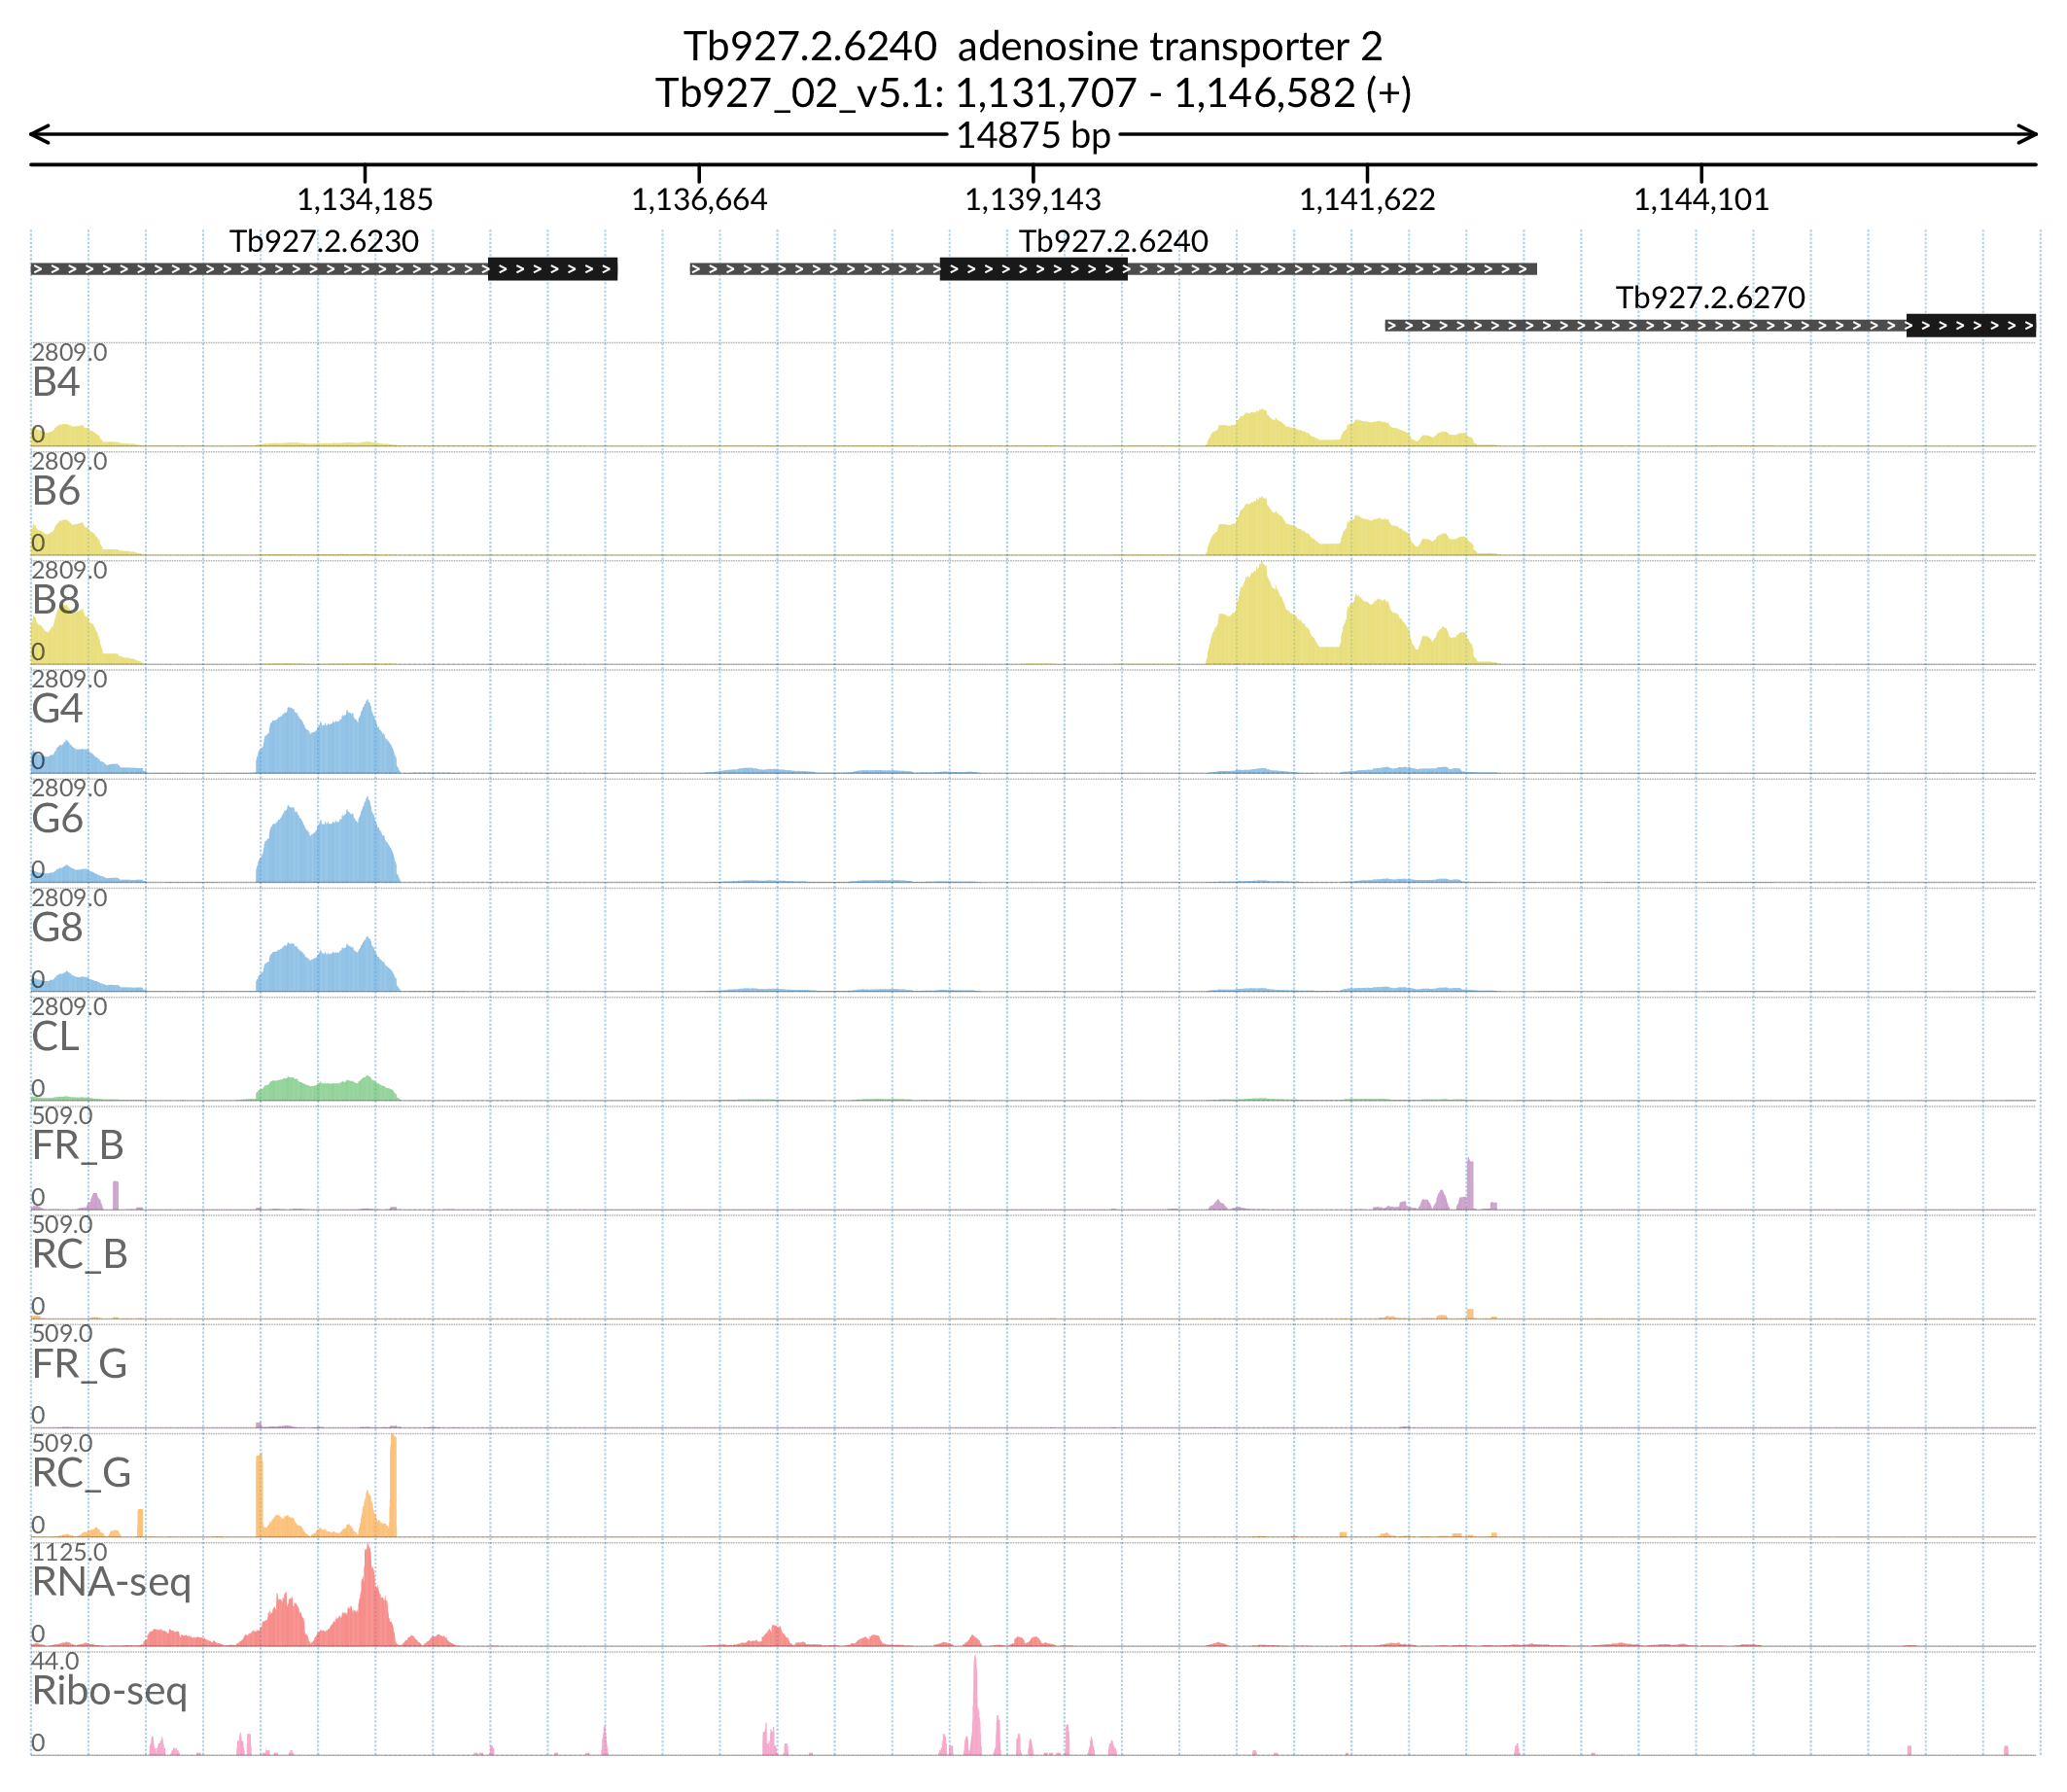 Tb927.2.6240 adenosine transporter 2
Tb927_02_v5.1: 1,131,707 - 1,146,582 (+)
14875 bp
1,134,185 1,136,664 1,139,143 1,141,622 1,144,101
Tb927.2.6230 Tb927.2.6240
Tb927.2.6270
2809.0
B4
0
2809.0
B6
0
2809.0
B8
0
2809.0
G4
0
2809.0
G6
0
2809.0
G8
0
2809.0
CL
0
509.0
FR_B
0
509.0
RC_B
0
509.0
FR_G
0
509.0
RC_G
0
1125.0
RNA-seq
0
44.0
Ribo-seq
0